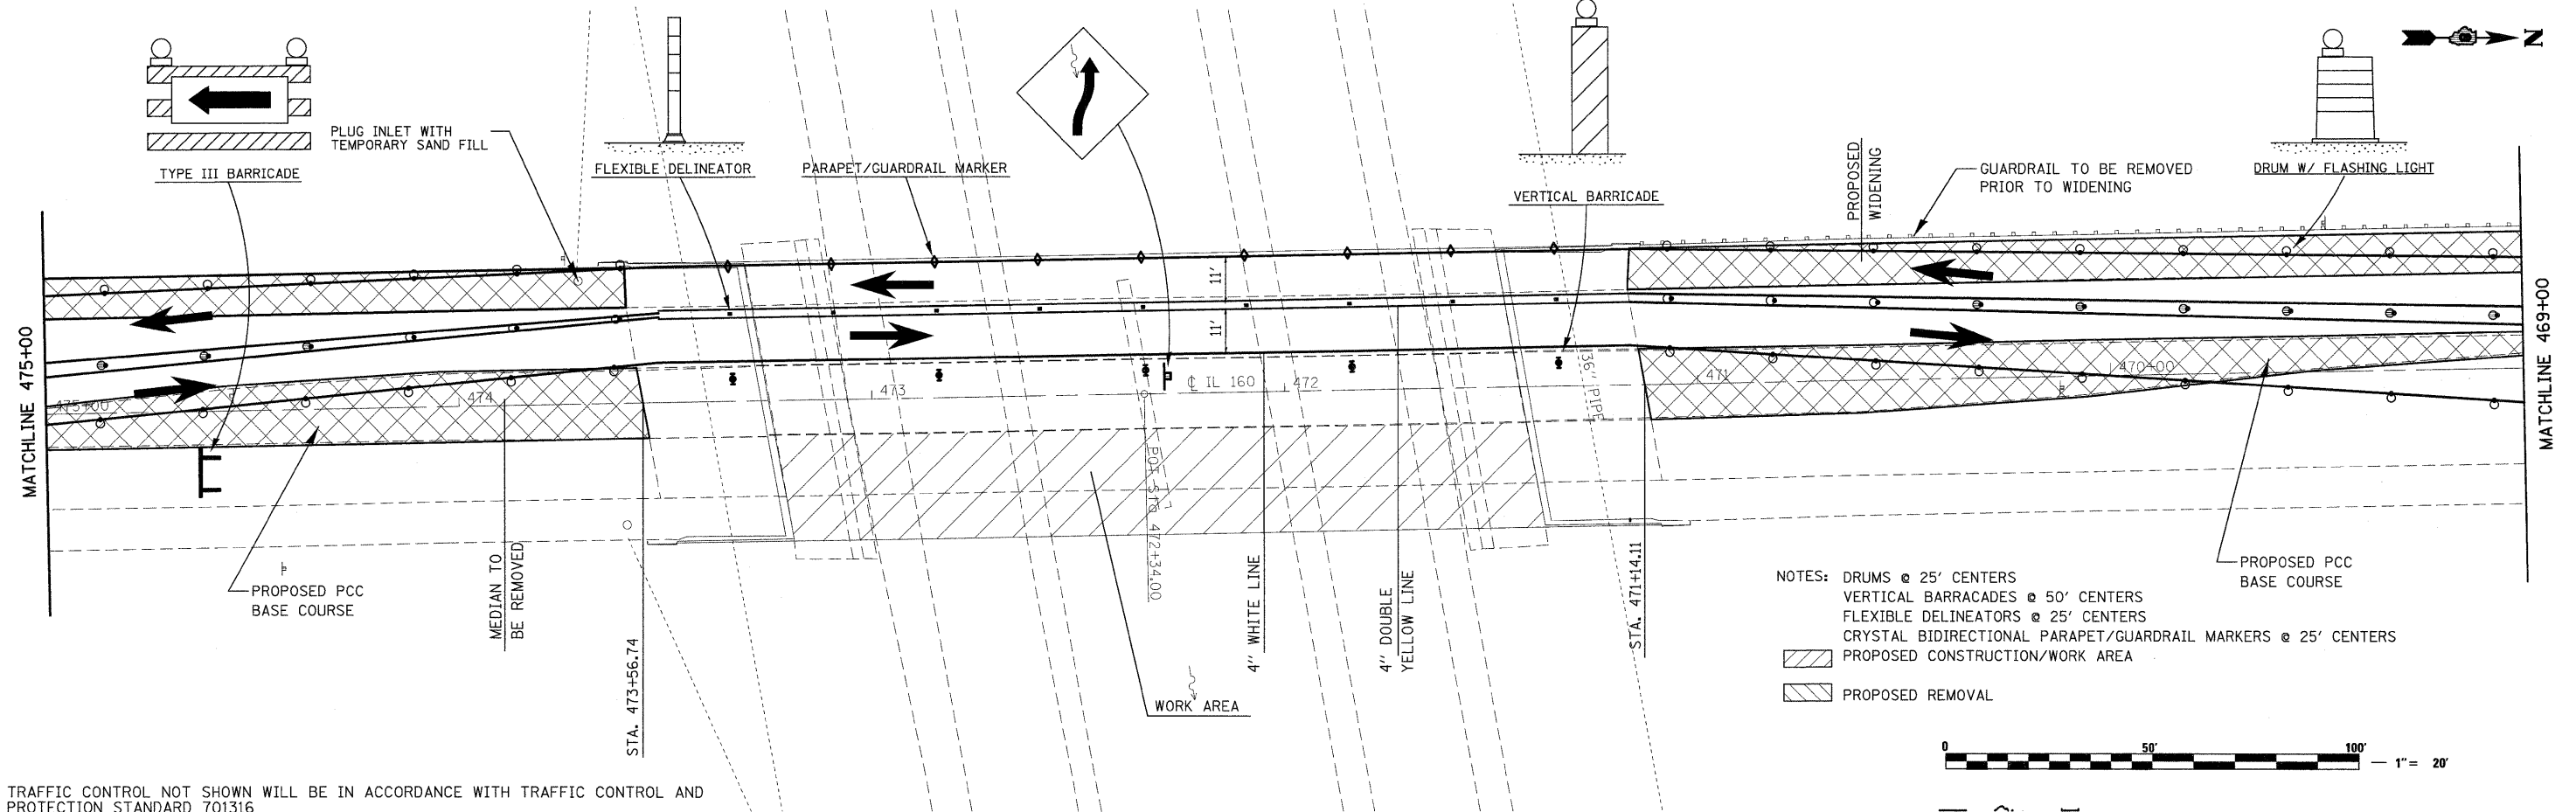 N
PLUG INLET WITH
TEMPORARY SAND FILL
TYPE III BARRICADE
FLEXIBLE DELINEATOR
PARAPET/GUARDRAIL MARKER
VERTICAL BARRICADE
PROPOSED
WIDENING
GUARDRAIL TO BE REMOVED
PRIOR TO WIDENING
DRUM W/ FLASHING LIGHT
MATCHLINE 475+00
MATCHLINE 469+00
11'
11'
475+00
474
473
℄ IL 160
472
36" PIPE
471
470+00
POT Sta 472+34.00
PROPOSED PCC
BASE COURSE
MEDIAN TO
BE REMOVED
STA. 473+56.74
WORK AREA
4" WHITE LINE
4" DOUBLE
YELLOW LINE
STA. 471+14.11
PROPOSED PCC
BASE COURSE
NOTES: DRUMS @ 25' CENTERS
VERTICAL BARRACADES @ 50' CENTERS
FLEXIBLE DELINEATORS @ 25' CENTERS
CRYSTAL BIDIRECTIONAL PARAPET/GUARDRAIL MARKERS @ 25' CENTERS
PROPOSED CONSTRUCTION/WORK AREA
PROPOSED REMOVAL
0 50' 100'
1"= 20'
TRAFFIC CONTROL NOT SHOWN WILL BE IN ACCORDANCE WITH TRAFFIC CONTROL AND
PROTECTION STANDARD 701316